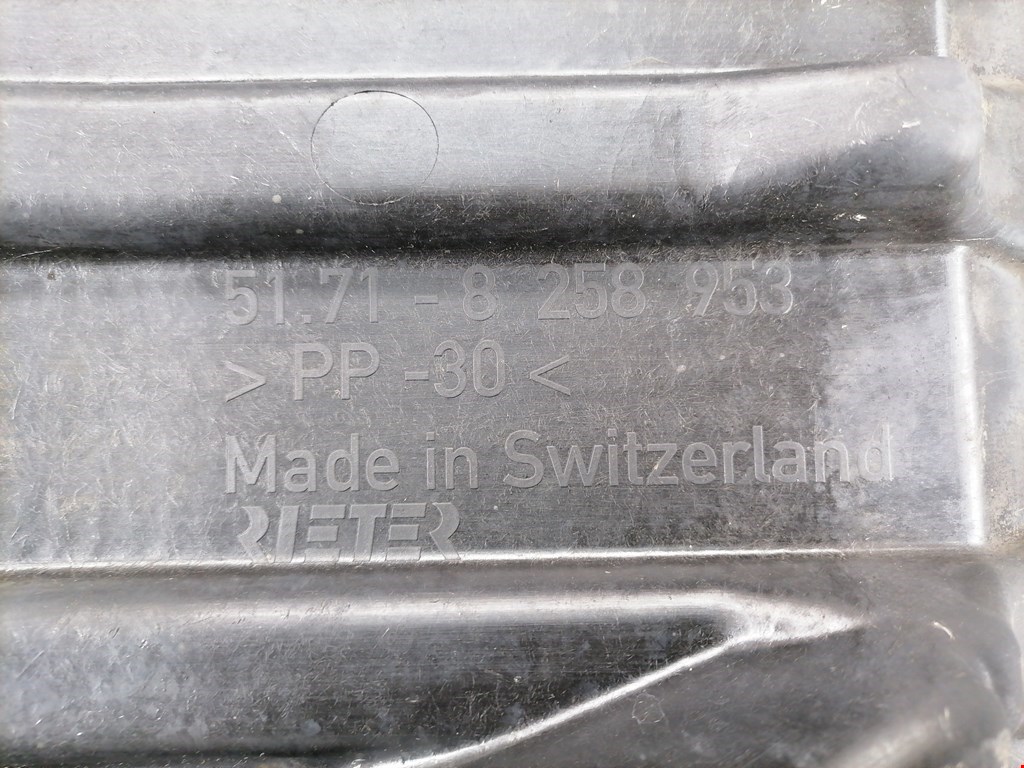 51.71 - 8 258 953
> PP -30 <
Made in Switzerland
RIETER